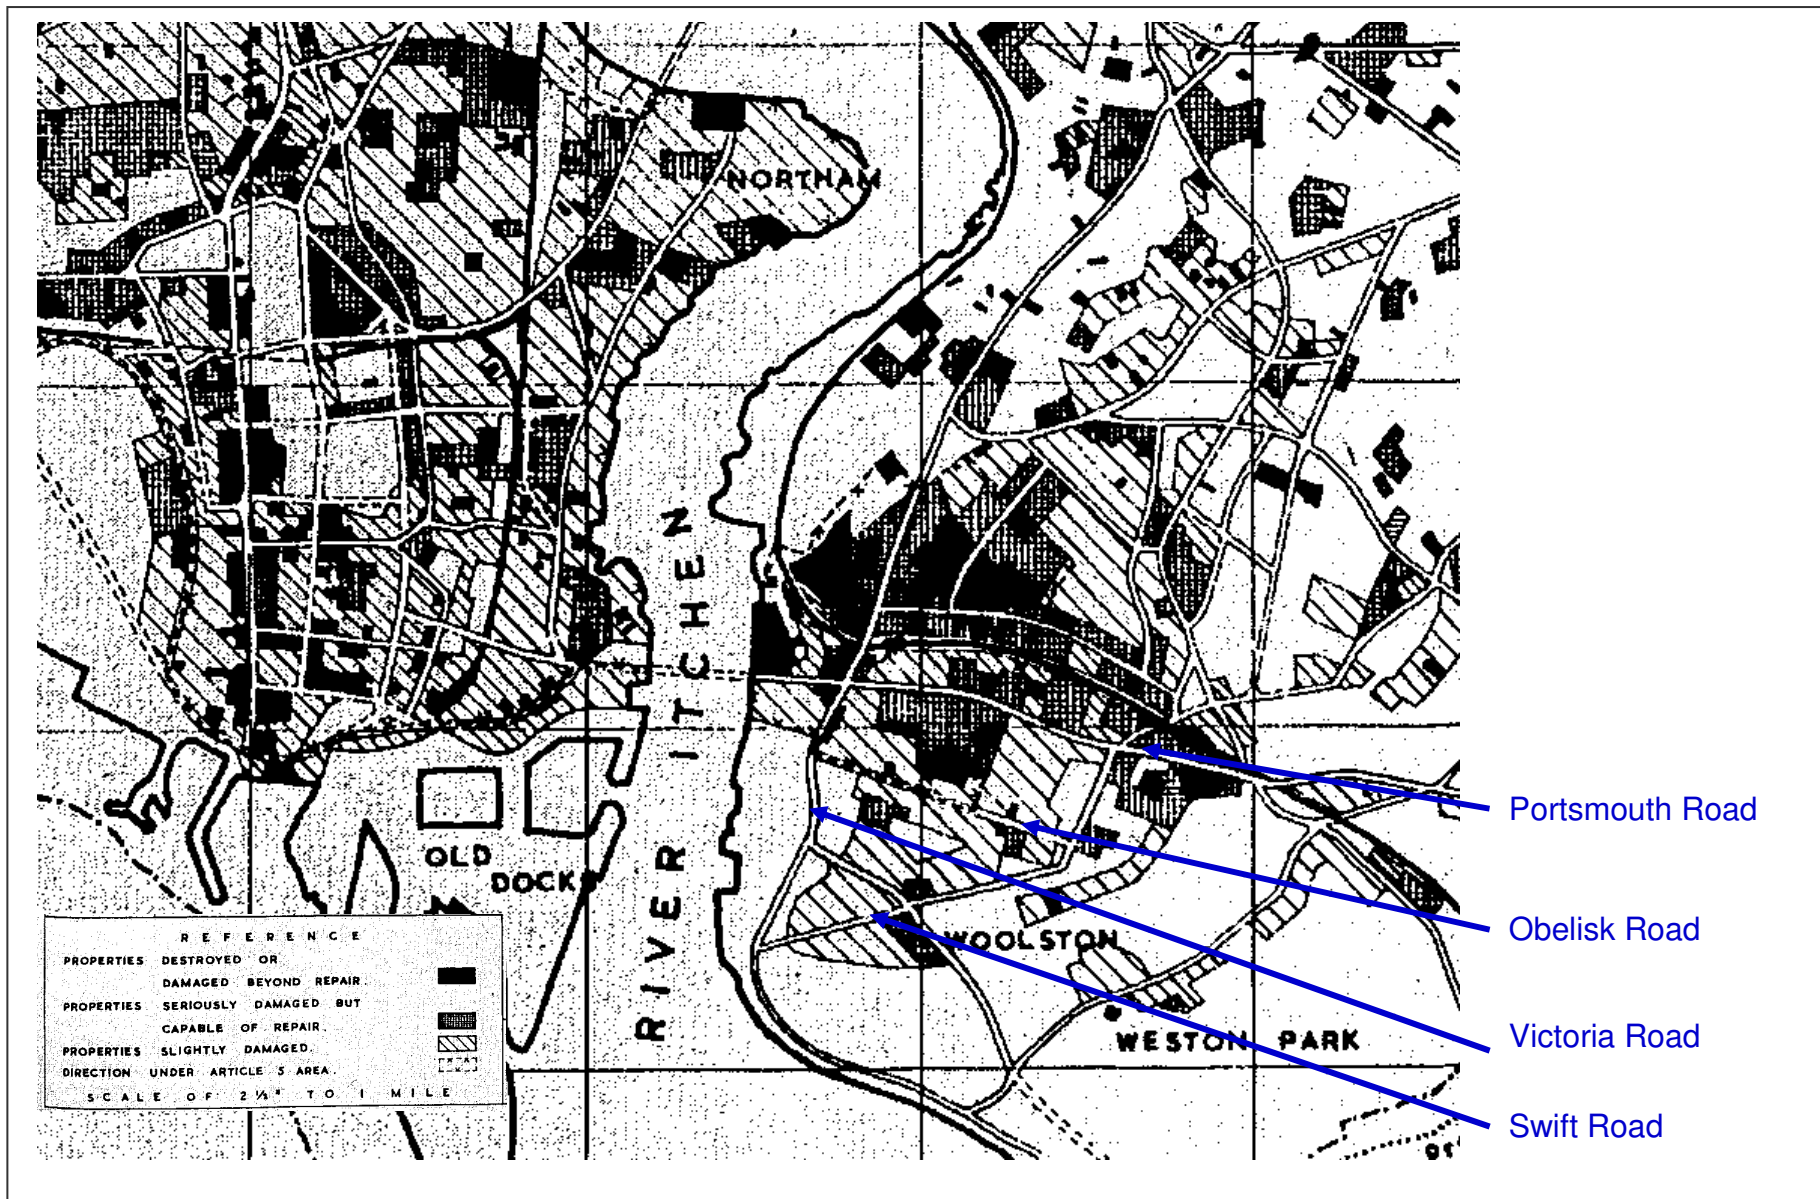 NORTHAM
RIVER ITCHEN
OLD
DOCKS
WOOLSTON
WESTON PARK
Portsmouth Road
Obelisk Road
Victoria Road
Swift Road
REFERENCE
PROPERTIES DESTROYED OR
DAMAGED BEYOND REPAIR.
PROPERTIES SERIOUSLY DAMAGED BUT
CAPABLE OF REPAIR.
PROPERTIES SLIGHTLY DAMAGED.
DIRECTION UNDER ARTICLE 5 AREA
SCALE OF 2½" TO 1 MILE